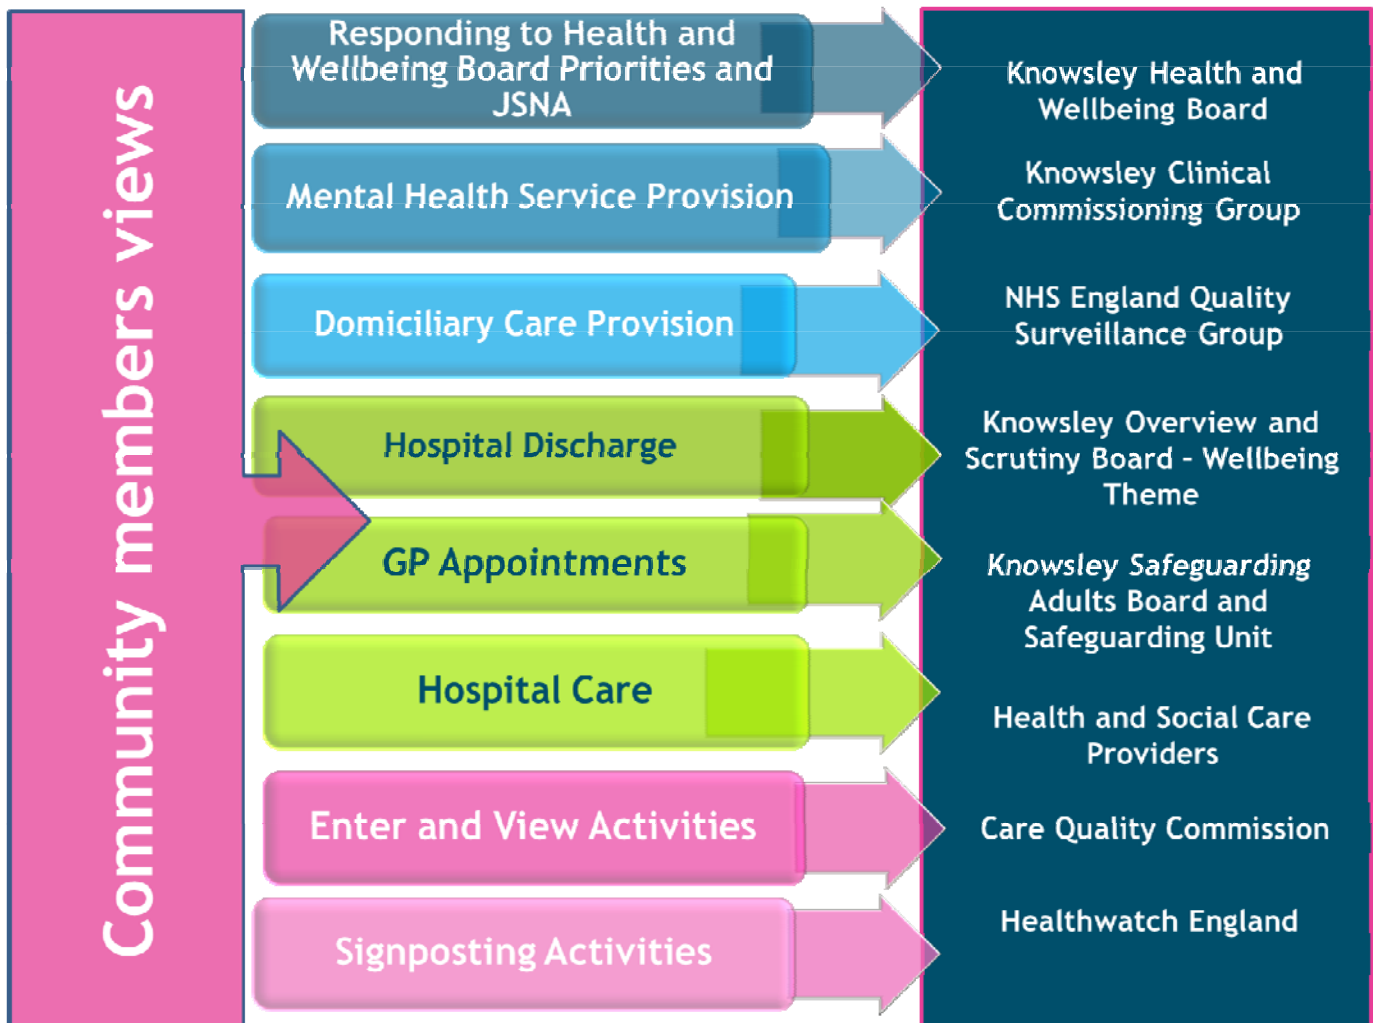 Community members views
Responding to Health and
Wellbeing Board Priorities and
JSNA
Mental Health Service Provision
Domiciliary Care Provision
Hospital Discharge
GP Appointments
Hospital Care
Enter and View Activities
Signposting Activities
Knowsley Health and
Wellbeing Board
Knowsley Clinical
Commissioning Group
NHS England Quality
Surveillance Group
Knowsley Overview and
Scrutiny Board - Wellbeing
Theme
Knowsley Safeguarding
Adults Board and
Safeguarding Unit
Health and Social Care
Providers
Care Quality Commission
Healthwatch England